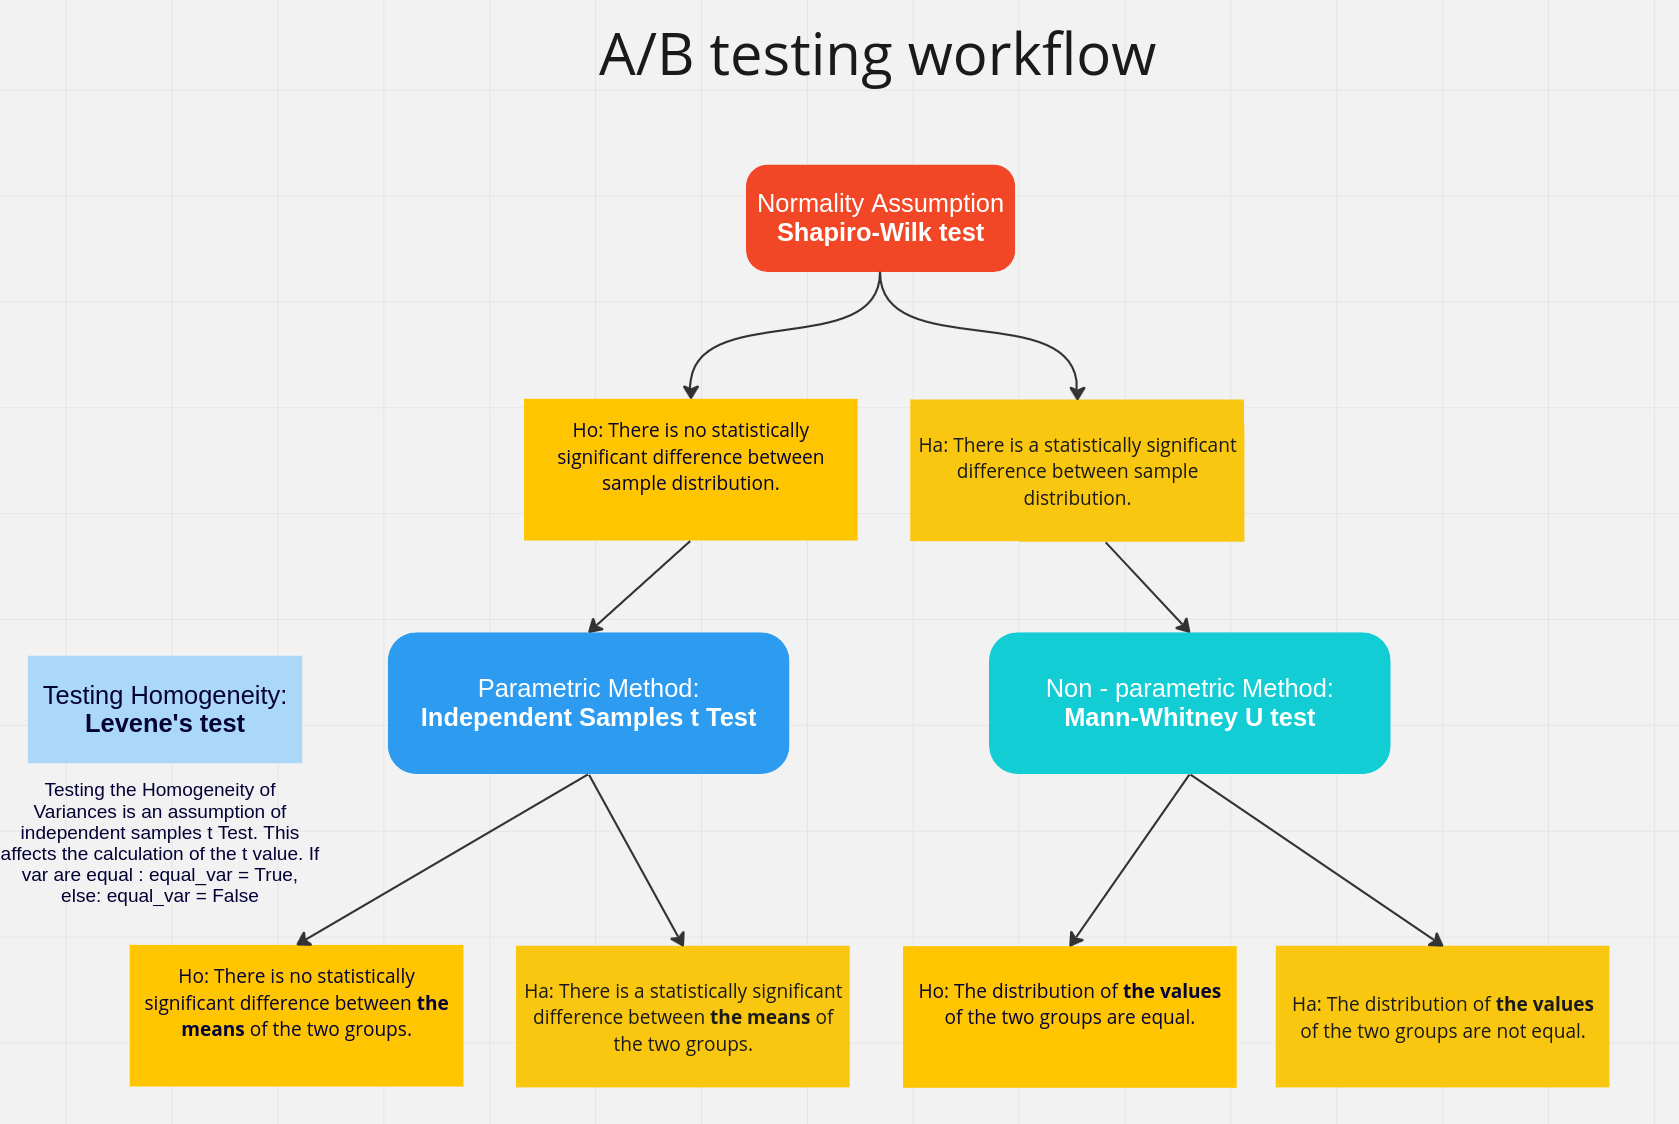 A/B testing workflow
Normality Assumption
Shapiro-Wilk test
Ho: There is no statistically
significant difference between
sample distribution.
Ha: There is a statistically significant
difference between sample
distribution.
Testing Homogeneity:
Levene's test
Testing the Homogeneity of
Variances is an assumption of
independent samples t Test. This
affects the calculation of the t value. If
var are equal : equal_var = True,
else: equal_var = False
Parametric Method:
Independent Samples t Test
Non - parametric Method:
Mann-Whitney U test
Ho: There is no statistically
significant difference between the
means of the two groups.
Ha: There is a statistically significant
difference between the means of
the two groups.
Ho: The distribution of the values
of the two groups are equal.
Ha: The distribution of the values
of the two groups are not equal.